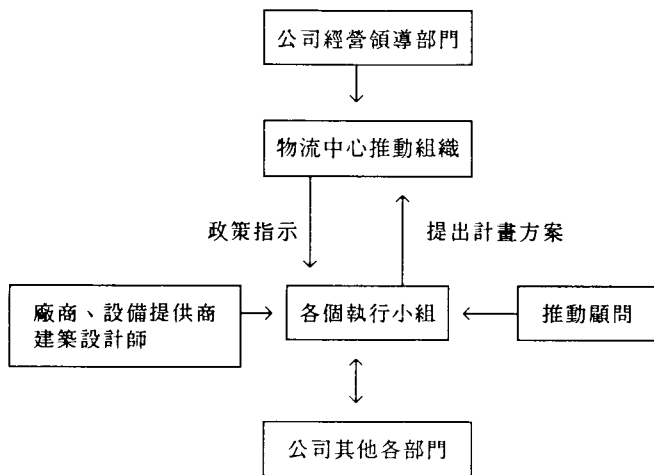 公司經營領導部門
物流中心推動組織
政策指示
提出計畫方案
廠商、設備提供商
建築設計師
各個執行小組
推動顧問
公司其他各部門